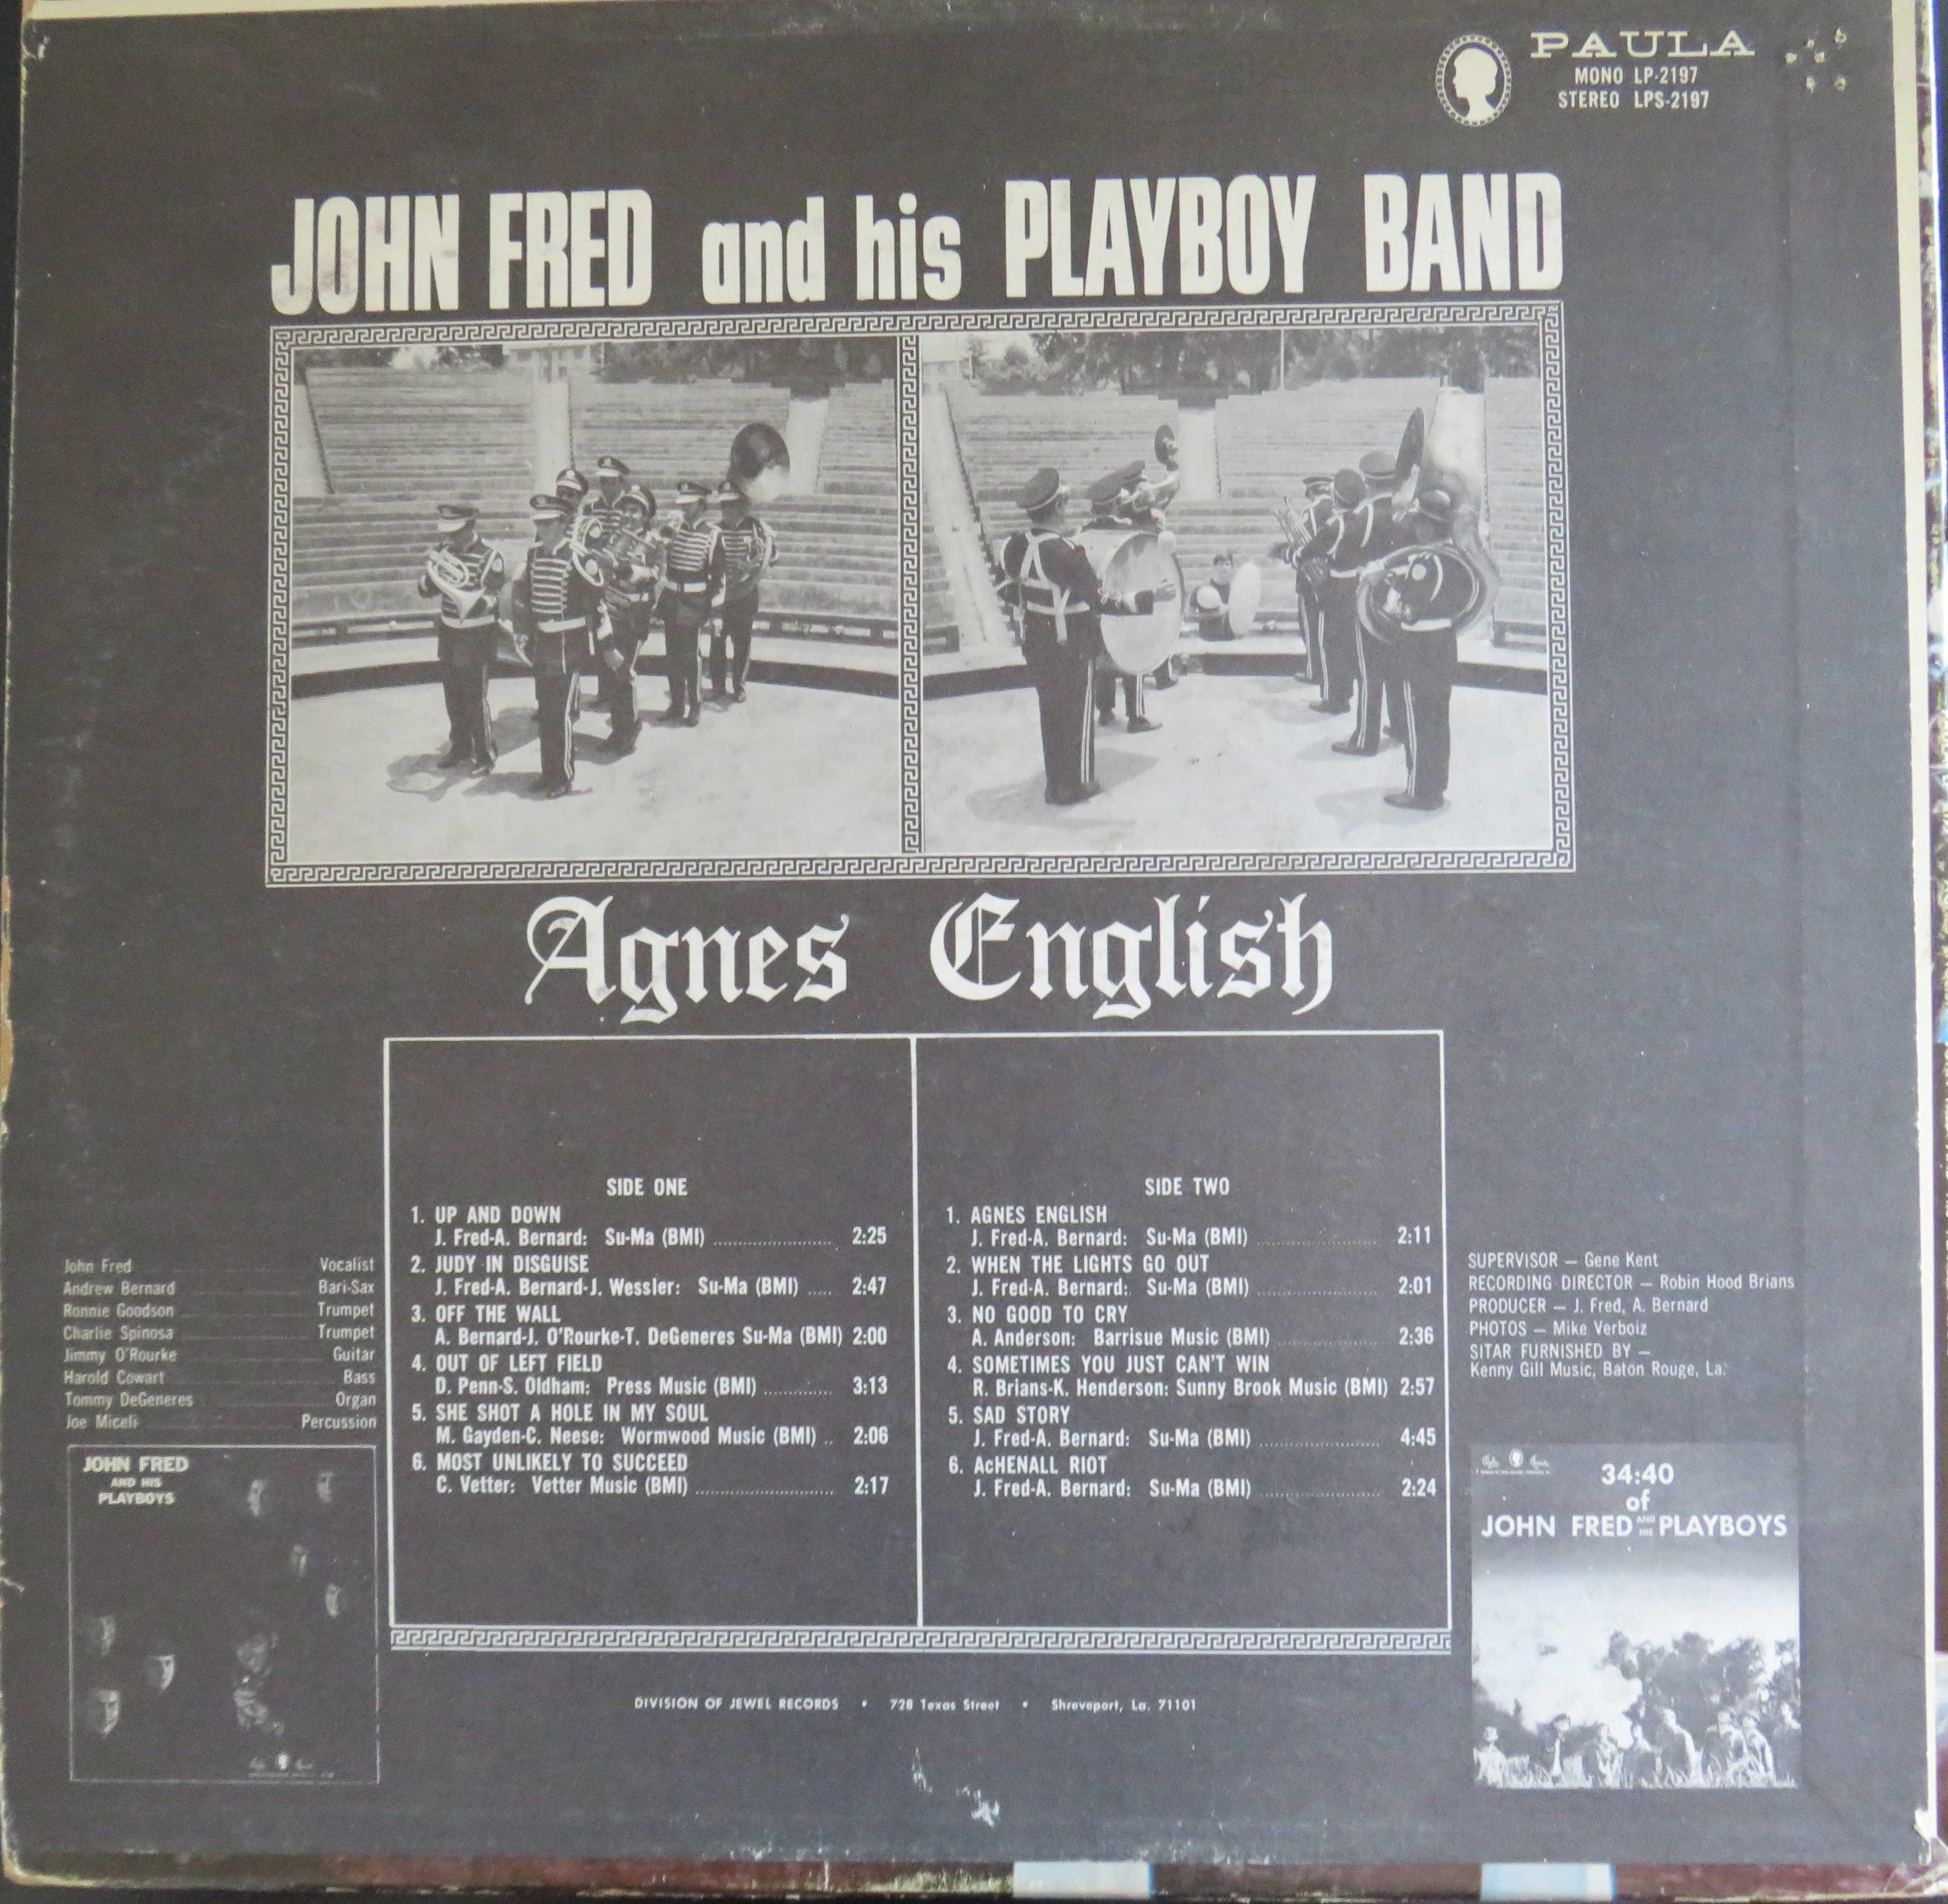 PAULA
MONO LP-2197
STEREO LPS-2197
JOHN FRED and his PLAYBOY BAND
Agnes English
SIDE ONE
1. UP AND DOWN
J. Fred-A. Bernard: Su-Ma (BMI) ........ 2:25
2. JUDY IN DISGUISE
J. Fred-A. Bernard-J. Wessler: Su-Ma (BMI) ..... 2:47
3. OFF THE WALL
A. Bernard-J. O'Rourke-T. DeGeneres Su-Ma (BMI) 2:00
4. OUT OF LEFT FIELD
D. Penn-S. Oldham: Press Music (BMI) ........ 3:13
5. SHE SHOT A HOLE IN MY SOUL
M. Gayden-C. Neese: Wormwood Music (BMI) .. 2:06
6. MOST UNLIKELY TO SUCCEED
C. Vetter: Vetter Music (BMI) ........ 2:17
SIDE TWO
1. AGNES ENGLISH
J. Fred-A. Bernard: Su-Ma (BMI) ........ 2:11
2. WHEN THE LIGHTS GO OUT
J. Fred-A. Bernard: Su-Ma (BMI) ........ 2:01
3. NO GOOD TO CRY
A. Anderson: Barrisue Music (BMI) ........ 2:36
4. SOMETIMES YOU JUST CAN'T WIN
R. Brians-K. Henderson: Sunny Brook Music (BMI) 2:57
5. SAD STORY
J. Fred-A. Bernard: Su-Ma (BMI) ........ 4:45
6. AcHENALL RIOT
J. Fred-A. Bernard: Su-Ma (BMI) ........ 2:24
John Fred ........ Vocalist
Andrew Bernard ........ Bari-Sax
Ronnie Goodson ........ Trumpet
Charlie Spinosa ........ Trumpet
Jimmy O'Rourke ........ Guitar
Harold Cowart ........ Bass
Tommy DeGeneres ........ Organ
Joe Miceli ........ Percussion
SUPERVISOR — Gene Kent
RECORDING DIRECTOR — Robin Hood Brians
PRODUCER — J. Fred, A. Bernard
PHOTOS — Mike Verboiz
SITAR FURNISHED BY —
Kenny Gill Music, Baton Rouge, La.
JOHN FRED
AND HIS
PLAYBOYS
34:40
of
JOHN FRED AND HIS PLAYBOYS
DIVISION OF JEWEL RECORDS • 728 Texas Street • Shreveport, La. 71101